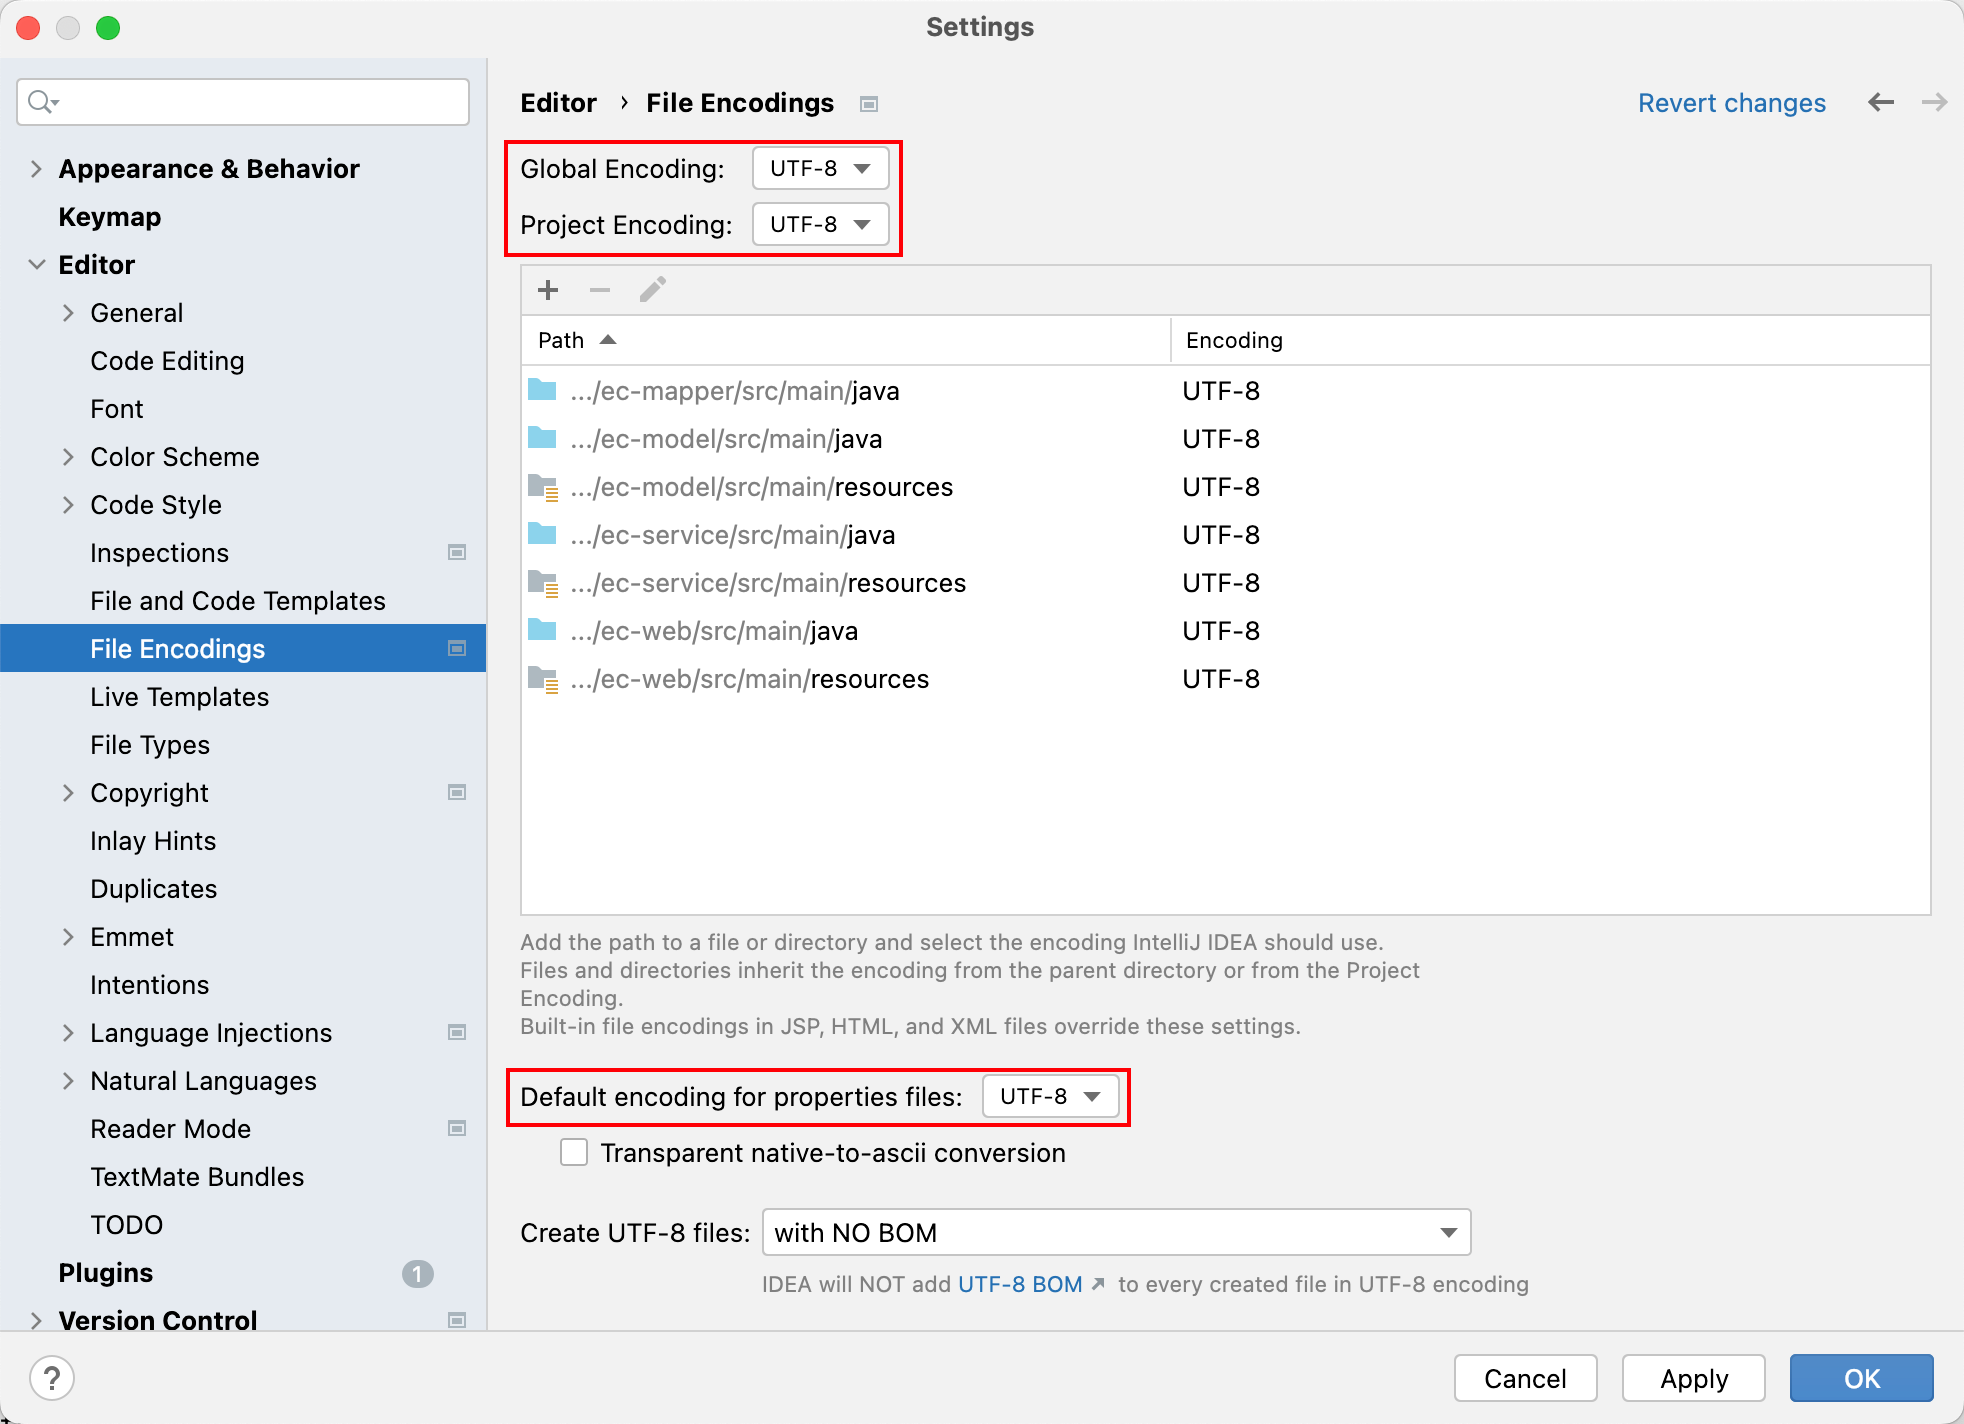 Settings
Appearance & Behavior
Keymap
Editor
General
Code Editing
Font
Color Scheme
Code Style
Inspections
File and Code Templates
File Encodings
Live Templates
File Types
Copyright
Inlay Hints
Duplicates
Emmet
Intentions
Language Injections
Natural Languages
Reader Mode
TextMate Bundles
TODO
Plugins 1
Version Control
Editor › File Encodings
Revert changes
Global Encoding: UTF-8
Project Encoding: UTF-8
Path Encoding
.../ec-mapper/src/main/java UTF-8
.../ec-model/src/main/java UTF-8
.../ec-model/src/main/resources UTF-8
.../ec-service/src/main/java UTF-8
.../ec-service/src/main/resources UTF-8
.../ec-web/src/main/java UTF-8
.../ec-web/src/main/resources UTF-8
Add the path to a file or directory and select the encoding IntelliJ IDEA should use.
Files and directories inherit the encoding from the parent directory or from the Project
Encoding.
Built-in file encodings in JSP, HTML, and XML files override these settings.
Default encoding for properties files: UTF-8
Transparent native-to-ascii conversion
Create UTF-8 files: with NO BOM
IDEA will NOT add UTF-8 BOM ↗ to every created file in UTF-8 encoding
? Cancel Apply OK